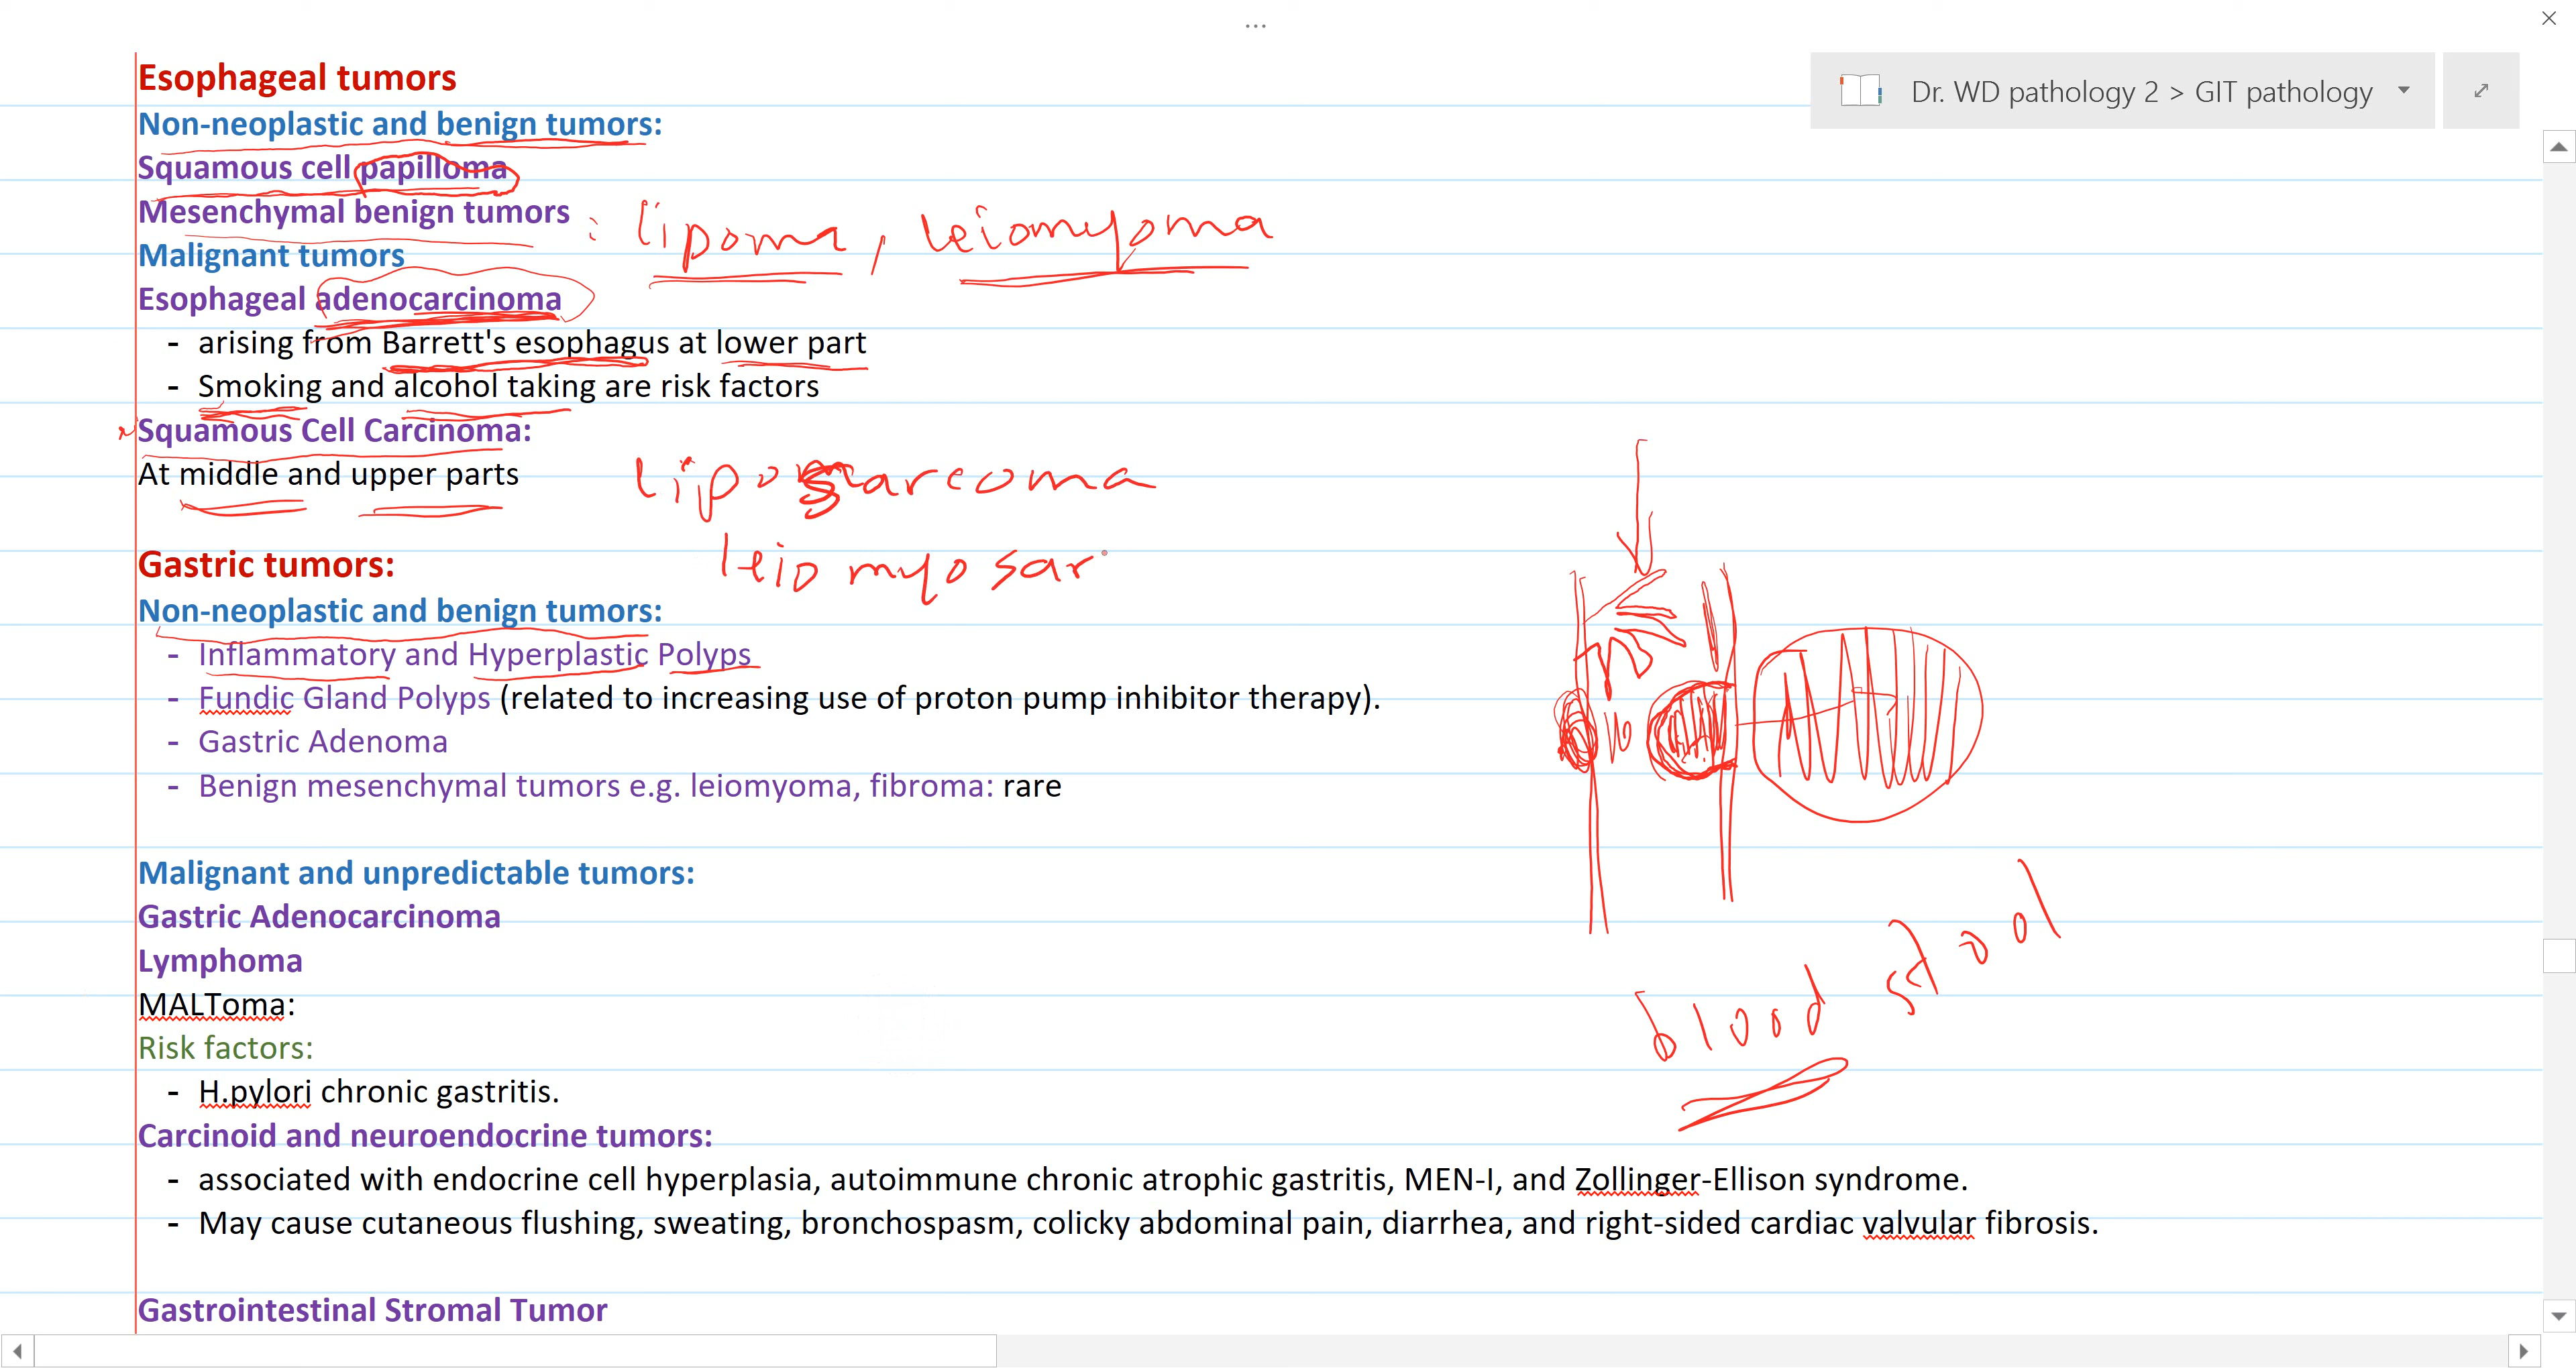 Dr. WD pathology 2 > GIT pathology
Esophageal tumors
Non-neoplastic and benign tumors:
Squamous cell papilloma
Mesenchymal benign tumors : lipoma, leiomyoma
Malignant tumors
Esophageal adenocarcinoma
- arising from Barrett's esophagus at lower part
- Smoking and alcohol taking are risk factors
Squamous Cell Carcinoma:
At middle and upper parts
liposarcoma
leiomyosar
Gastric tumors:
Non-neoplastic and benign tumors:
- Inflammatory and Hyperplastic Polyps
- Fundic Gland Polyps (related to increasing use of proton pump inhibitor therapy).
- Gastric Adenoma
- Benign mesenchymal tumors e.g. leiomyoma, fibroma: rare
Malignant and unpredictable tumors:
Gastric Adenocarcinoma
Lymphoma
MALToma:
Risk factors:
- H.pylori chronic gastritis.
blood stool
Carcinoid and neuroendocrine tumors:
- associated with endocrine cell hyperplasia, autoimmune chronic atrophic gastritis, MEN-I, and Zollinger-Ellison syndrome.
- May cause cutaneous flushing, sweating, bronchospasm, colicky abdominal pain, diarrhea, and right-sided cardiac valvular fibrosis.
Gastrointestinal Stromal Tumor